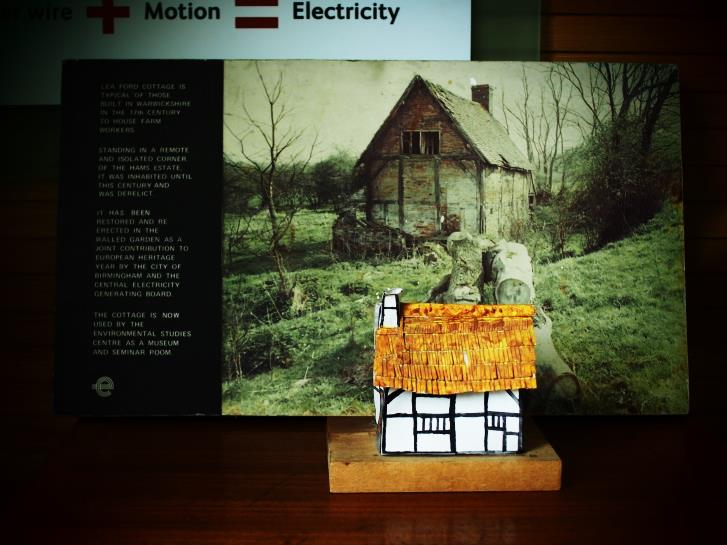 er wire + Motion = Electricity
LEA FORD COTTAGE IS
TYPICAL OF THOSE
BUILT IN WARWICKSHIRE
IN THE 17th CENTURY
TO HOUSE FARM
WORKERS.
STANDING IN A REMOTE
AND ISOLATED CORNER
OF THE HAMS ESTATE,
IT WAS INHABITED UNTIL
THIS CENTURY AND
WAS DERELICT.
IT HAS BEEN
RESTORED AND RE
ERECTED IN THE
WALLED GARDEN AS A
JOINT CONTRIBUTION TO
EUROPEAN HERITAGE
YEAR BY THE CITY OF
BIRMINGHAM AND THE
CENTRAL ELECTRICITY
GENERATING BOARD.
THE COTTAGE IS NOW
USED BY THE
ENVIRONMENTAL STUDIES
CENTRE AS A MUSEUM
AND SEMINAR ROOM.